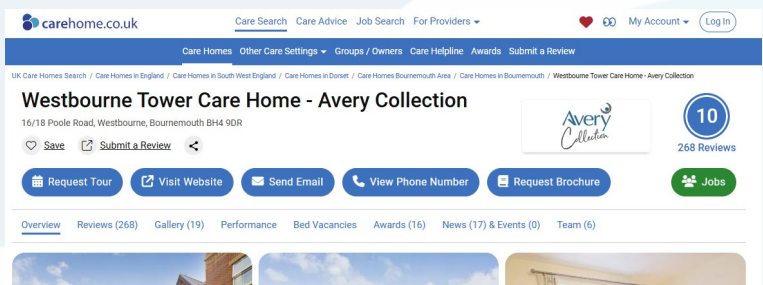 carehome.co.uk
Care Search Care Advice Job Search For Providers
My Account
Log In
Care Homes Other Care Settings Groups / Owners Care Helpline Awards Submit a Review
UK Care Homes Search / Care Homes in England / Care Homes in South West England / Care Homes in Dorset / Care Homes Bournemouth Area / Care Homes in Bournemouth / Westbourne Tower Care Home - Avery Collection
Westbourne Tower Care Home - Avery Collection
16/18 Poole Road, Westbourne, Bournemouth BH4 9DR
Avery
Collection
10
268 Reviews
Save Submit a Review
Request Tour Visit Website Send Email View Phone Number Request Brochure Jobs
Overview Reviews (268) Gallery (19) Performance Bed Vacancies Awards (16) News (17) & Events (0) Team (6)